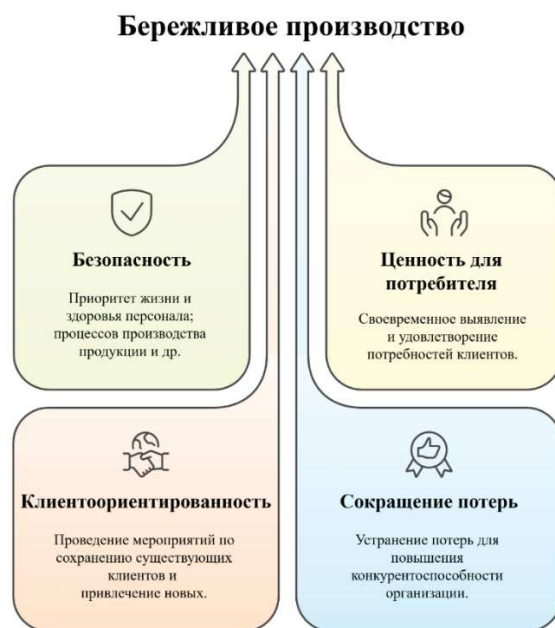 Бережливое производство
Безопасность
Приоритет жизни и
здоровья персонала;
процессов производства
продукции и др.
Ценность для
потребителя
Своевременное выявление
и удовлетворение
потребностей клиентов.
Клиентоориентированность
Проведение мероприятий по
сохранению существующих
клиентов и
привлечение новых.
Сокращение потерь
Устранение потерь для
повышения
конкурентоспособности
организации.